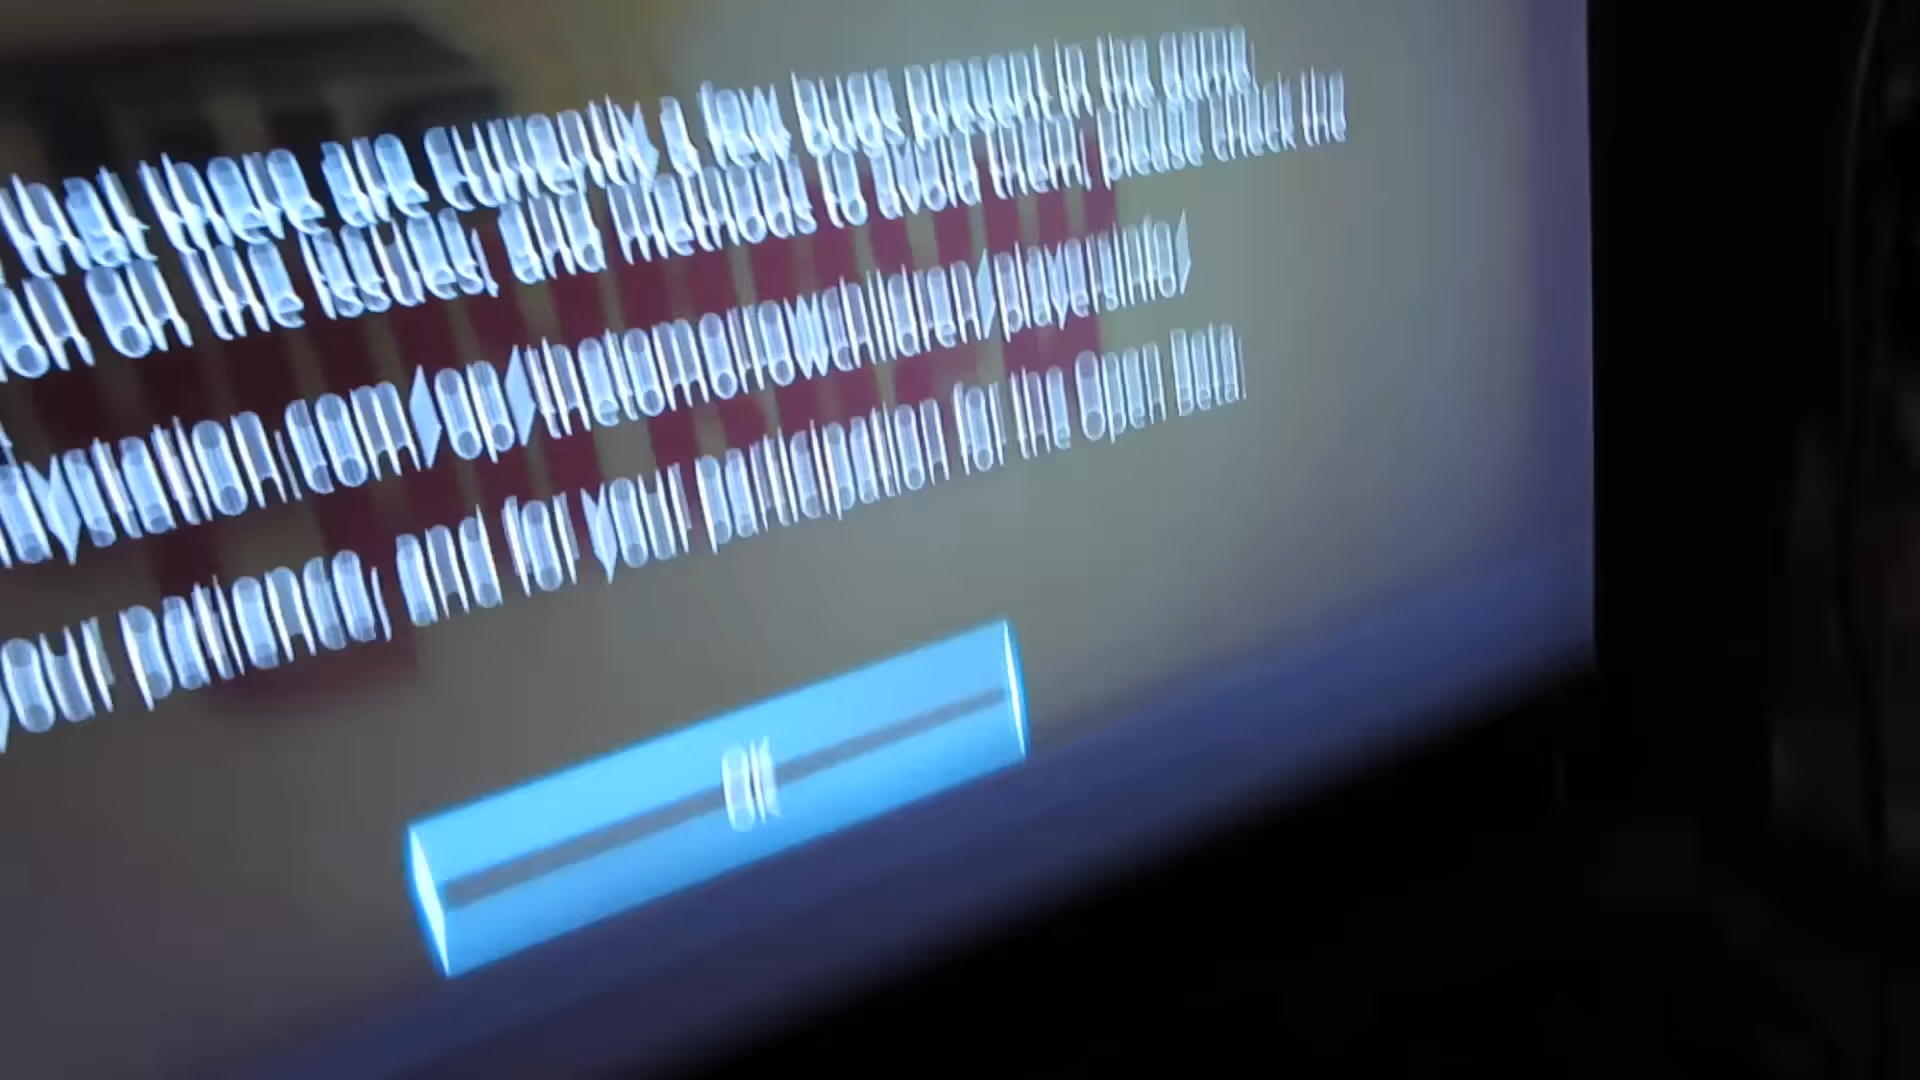 that there are currently a few bugs present in the game.
on the issues, and methods to avoid them, please check the
playstation.com/op/thetomorrowchildren/playersinfo/
your patience, and for your participation for the Open Beta!
OK